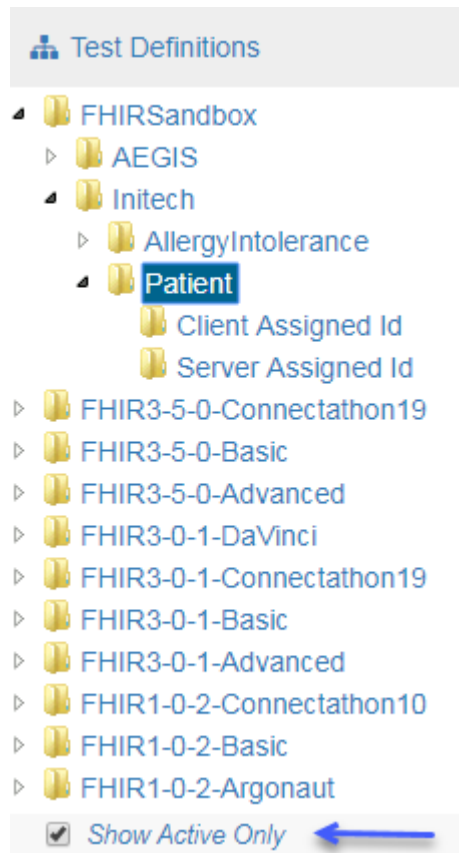 Test Definitions
FHIRSandbox
AEGIS
Initech
AllergyIntolerance
Patient
Client Assigned Id
Server Assigned Id
FHIR3-5-0-Connectathon19
FHIR3-5-0-Basic
FHIR3-5-0-Advanced
FHIR3-0-1-DaVinci
FHIR3-0-1-Connectathon19
FHIR3-0-1-Basic
FHIR3-0-1-Advanced
FHIR1-0-2-Connectathon10
FHIR1-0-2-Basic
FHIR1-0-2-Argonaut
Show Active Only